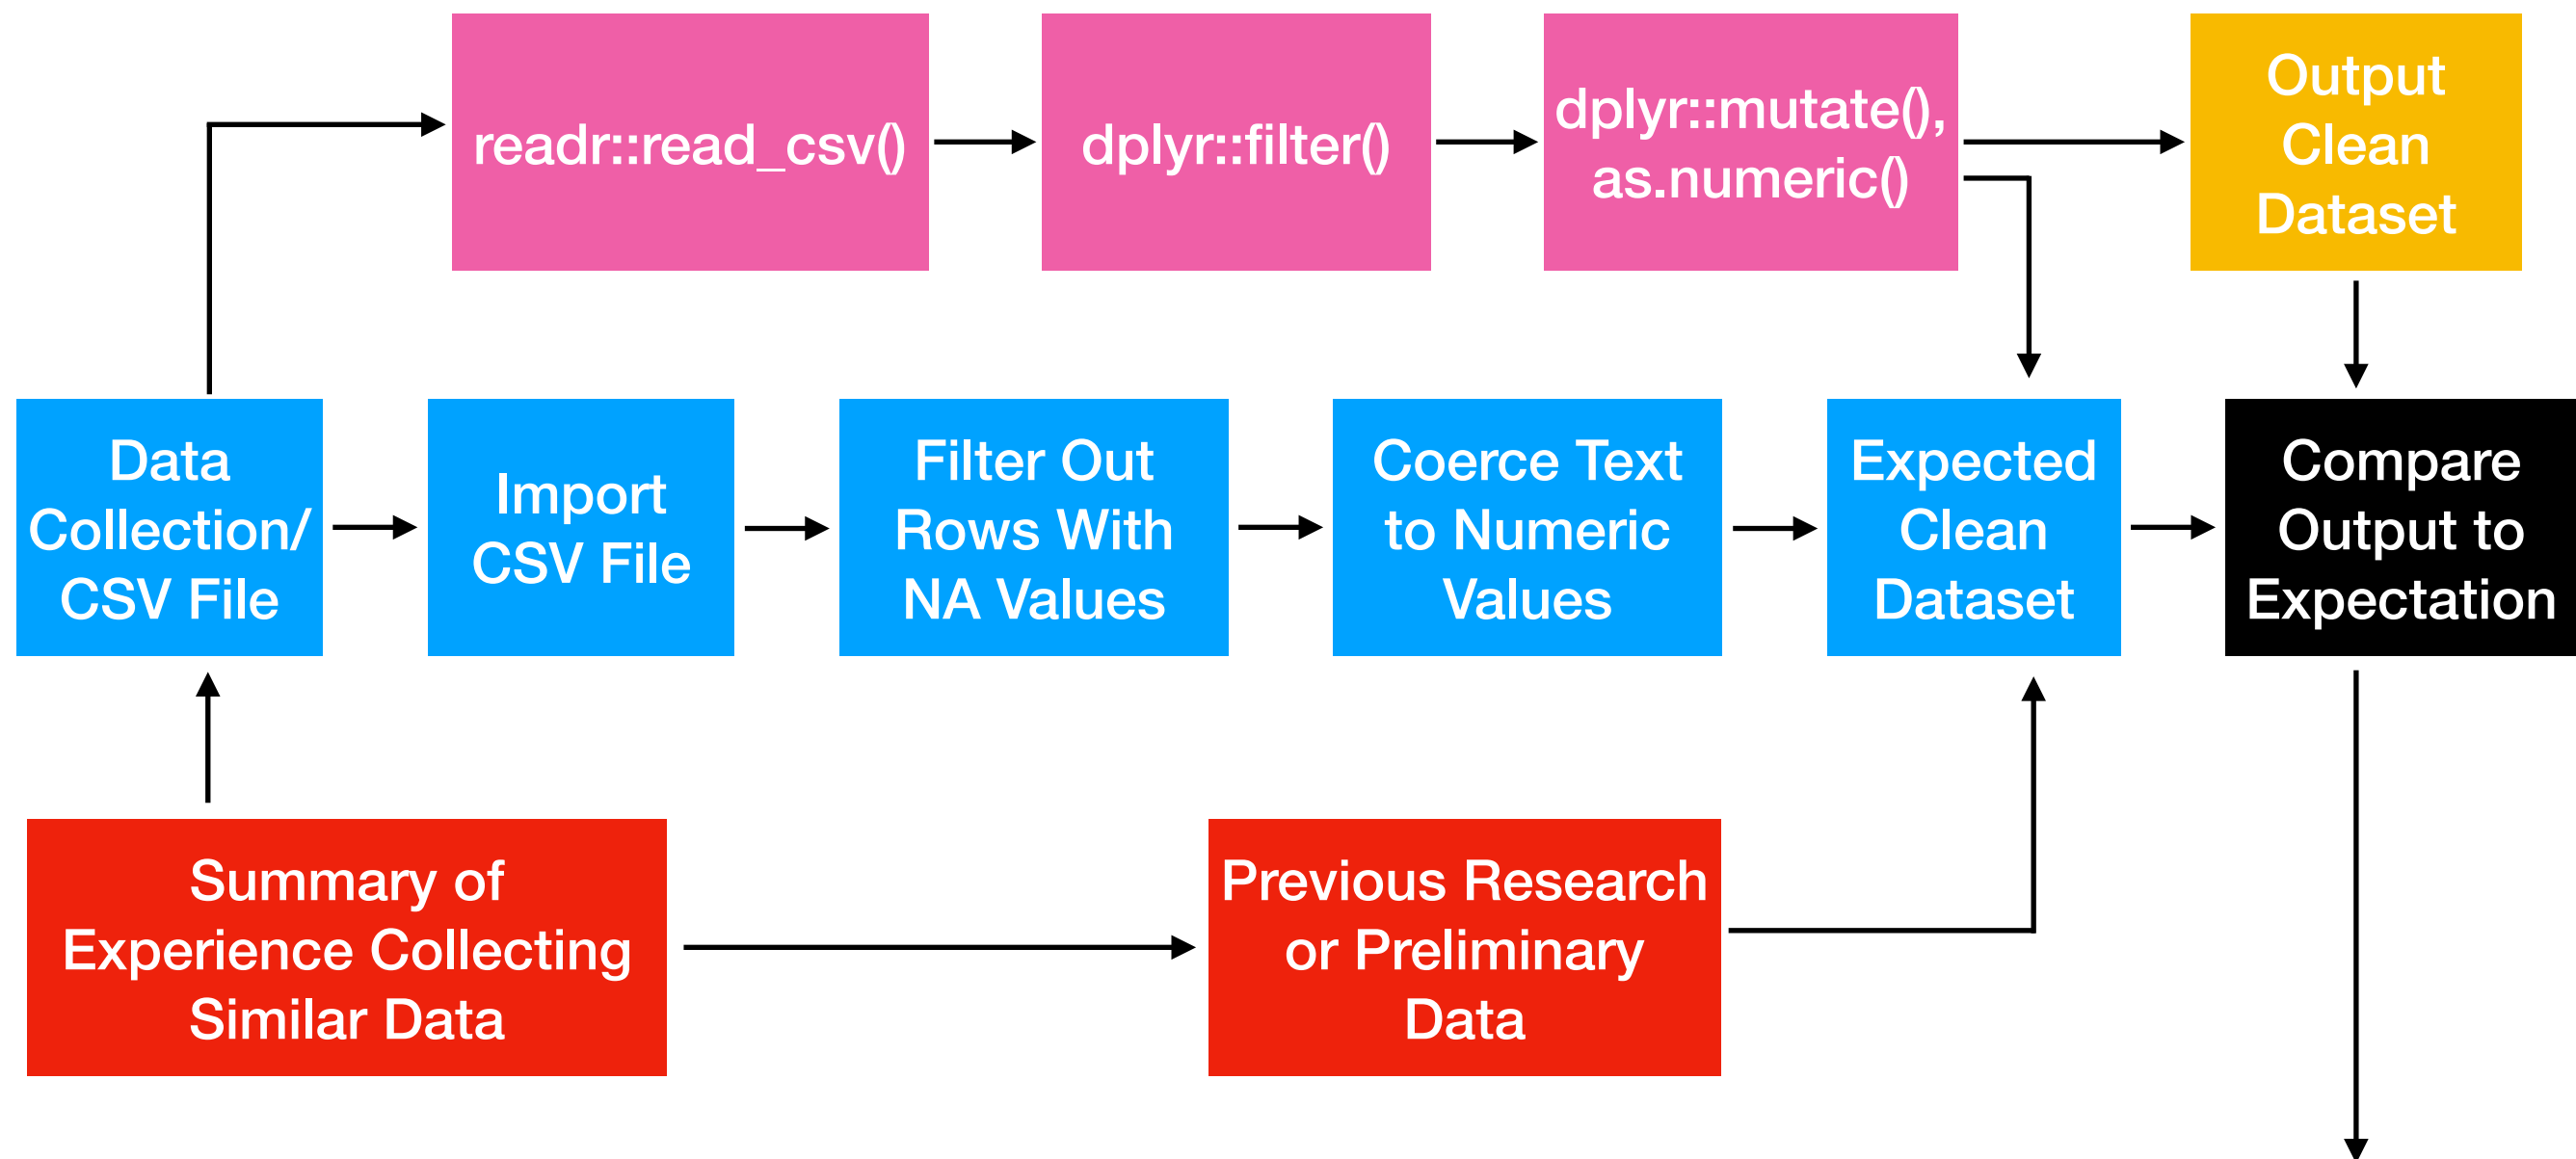 readr::read_csv()
dplyr::filter()
dplyr::mutate(),
as.numeric()
Output
Clean
Dataset
Data
Collection/
CSV File
Import
CSV File
Filter Out
Rows With
NA Values
Coerce Text
to Numeric
Values
Expected
Clean
Dataset
Compare
Output to
Expectation
Summary of
Experience Collecting
Similar Data
Previous Research
or Preliminary
Data